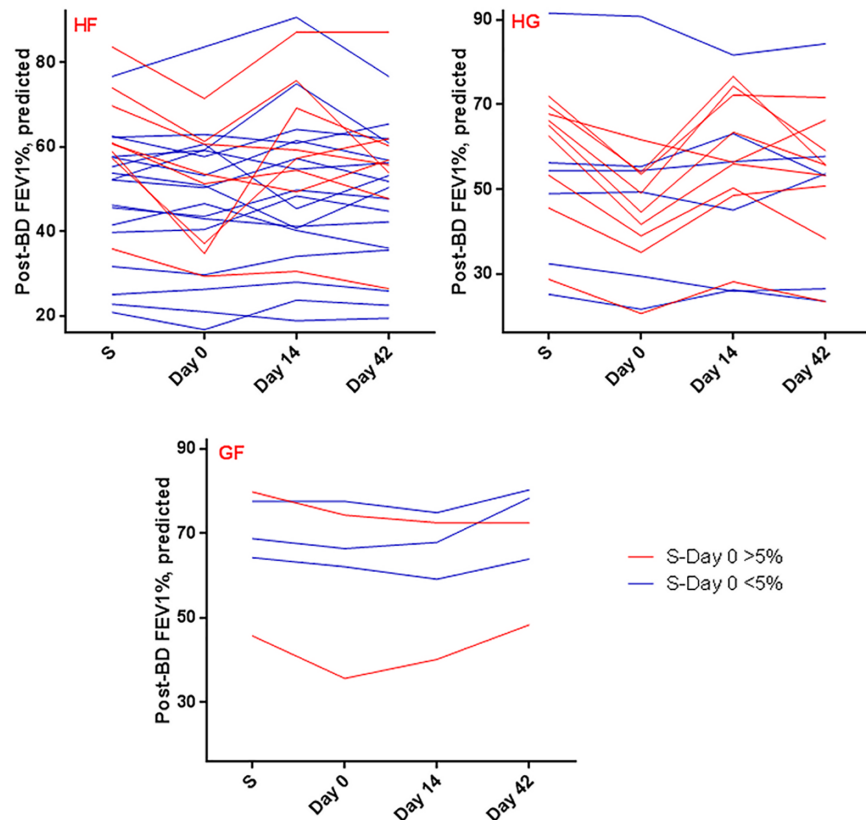 HF
Post-BD FEV1%, predicted
80
60
40
20
S
Day 0
Day 14
Day 42
HG
Post-BD FEV1%, predicted
90
70
50
30
S
Day 0
Day 14
Day 42
GF
Post-BD FEV1%, predicted
90
70
50
30
S
Day 0
Day 14
Day 42
S-Day 0 >5%
S-Day 0 <5%